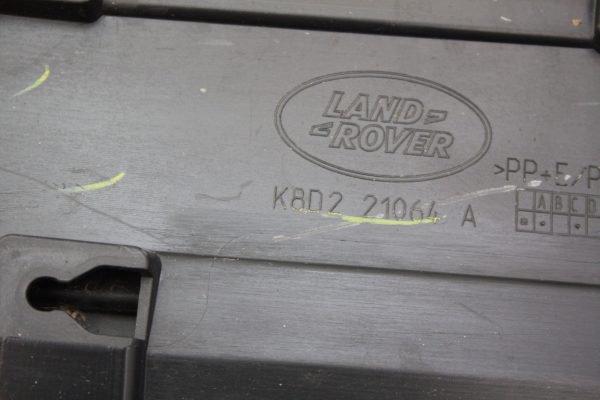 LAND
ROVER
>PP+E/P
K8D2 21064 A
A B C D